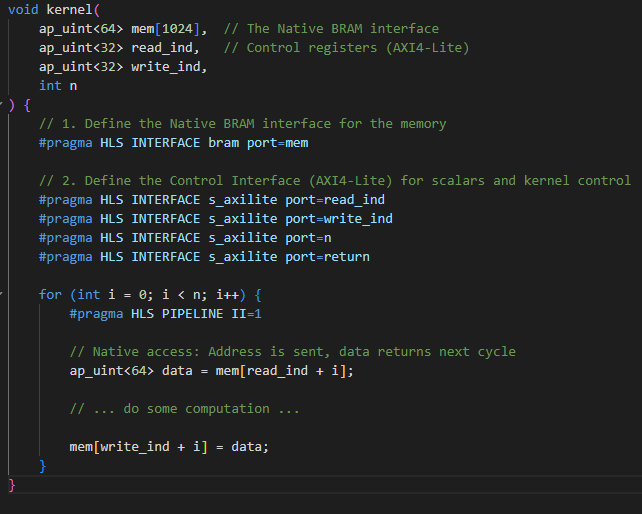 void kernel(
    ap_uint<64> mem[1024],  // The Native BRAM interface
    ap_uint<32> read_ind,   // Control registers (AXI4-Lite)
    ap_uint<32> write_ind,
    int n
) {
    // 1. Define the Native BRAM interface for the memory
    #pragma HLS INTERFACE bram port=mem

    // 2. Define the Control Interface (AXI4-Lite) for scalars and kernel control
    #pragma HLS INTERFACE s_axilite port=read_ind
    #pragma HLS INTERFACE s_axilite port=write_ind
    #pragma HLS INTERFACE s_axilite port=n
    #pragma HLS INTERFACE s_axilite port=return

    for (int i = 0; i < n; i++) {
        #pragma HLS PIPELINE II=1

        // Native access: Address is sent, data returns next cycle
        ap_uint<64> data = mem[read_ind + i];

        // ... do some computation ...

        mem[write_ind + i] = data;
    }
}